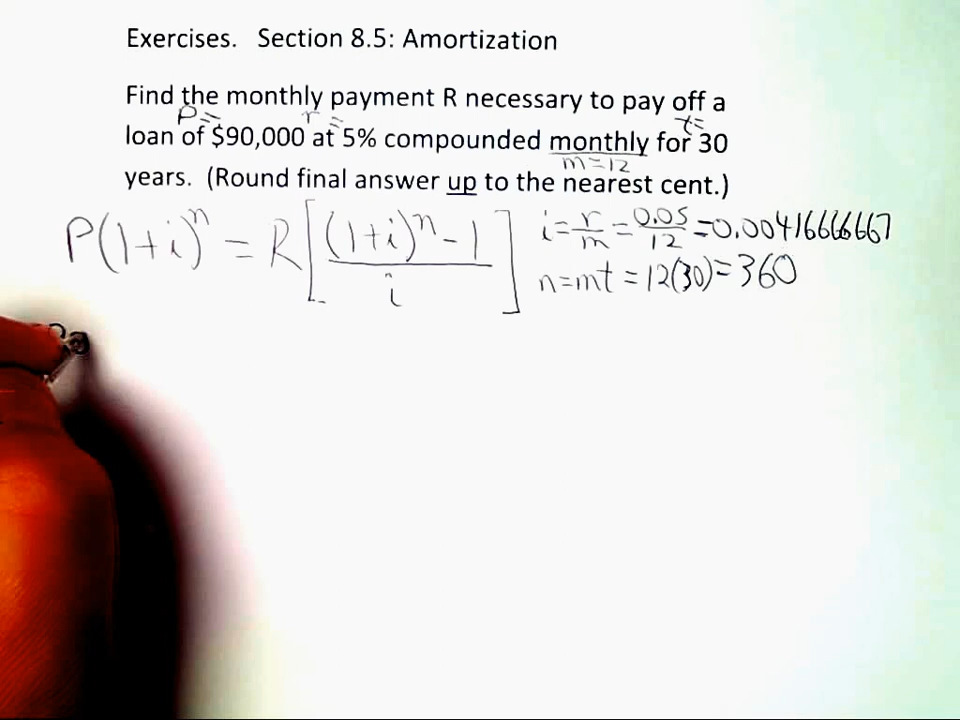 Exercises. Section 8.5: Amortization
Find the monthly payment R necessary to pay off a
P= r= t=
loan of $90,000 at 5% compounded monthly for 30
m=12
years. (Round final answer up to the nearest cent.)
P(1+i)^n = R[((1+i)^n - 1)/i]
i = r/m = 0.05/12 = 0.00416666667
n = mt = 12(30) = 360